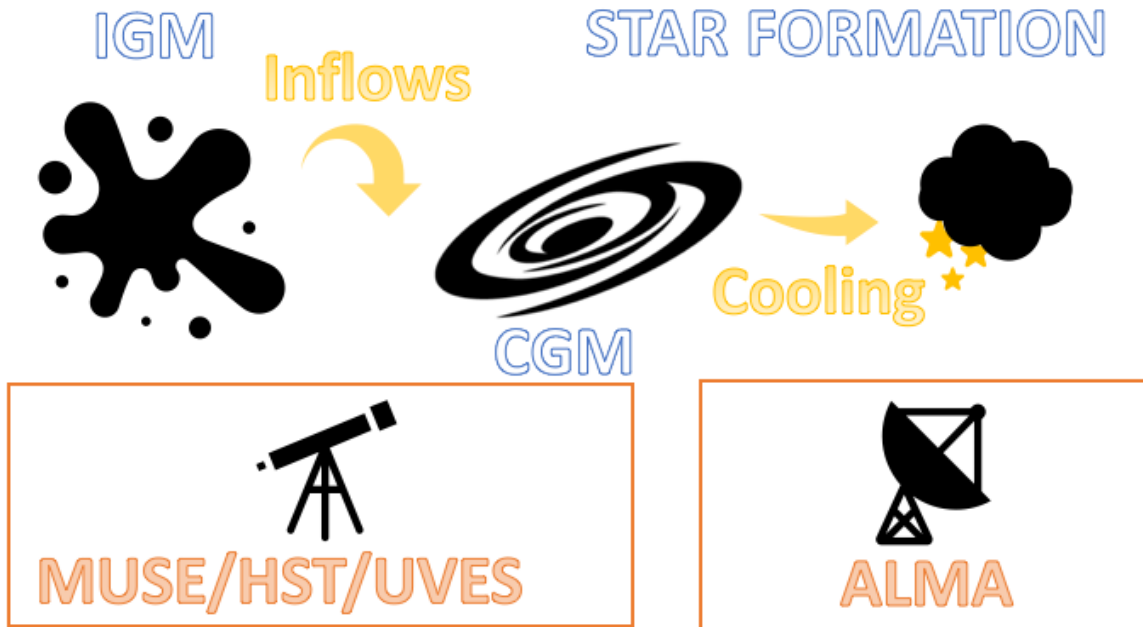 IGM
STAR FORMATION
Inflows
Cooling
CGM
MUSE/HST/UVES
ALMA